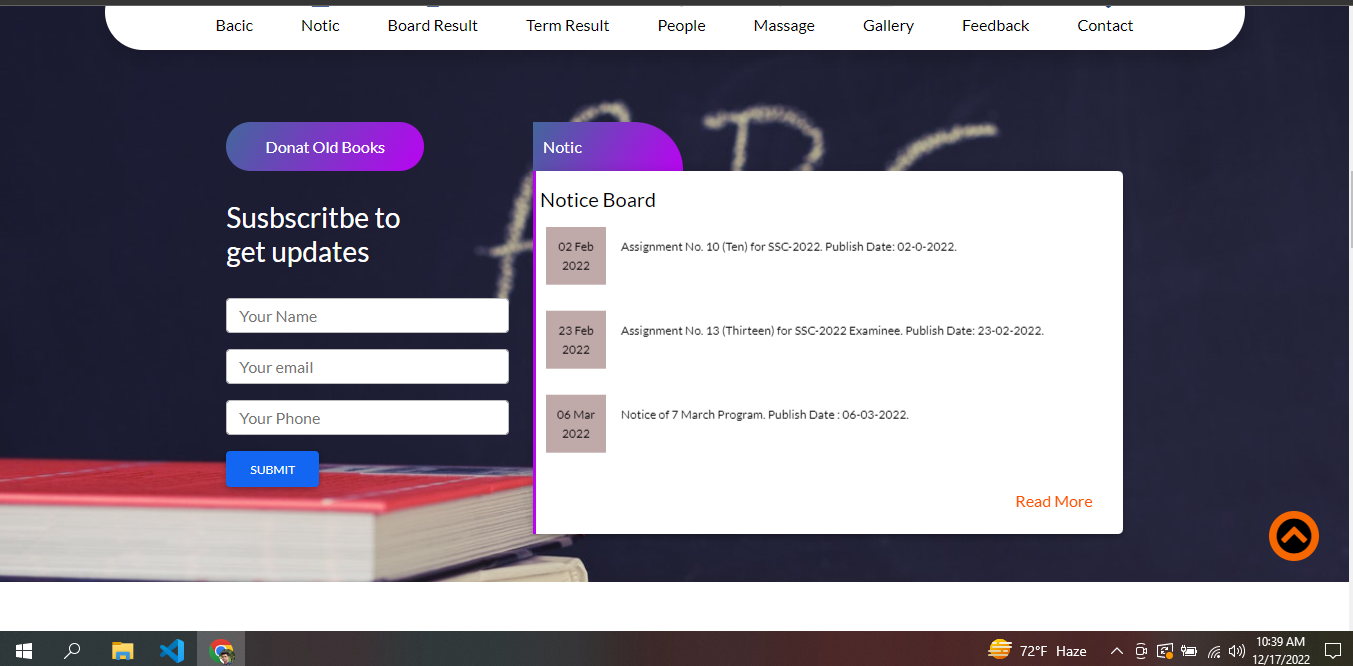 Bacic Notic Board Result Term Result People Massage Gallery Feedback Contact
Donat Old Books
Susbscritbe to
get updates
Your Name
Your email
Your Phone
SUBMIT
Notic
Notice Board
02 Feb
2022
Assignment No. 10 (Ten) for SSC-2022. Publish Date: 02-0-2022.
23 Feb
2022
Assignment No. 13 (Thirteen) for SSC-2022 Examinee. Publish Date: 23-02-2022.
06 Mar
2022
Notice of 7 March Program. Publish Date : 06-03-2022.
Read More
72°F Haze
10:39 AM
12/17/2022